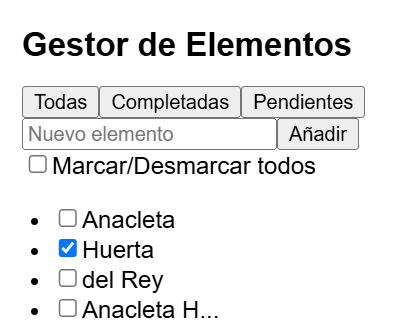 Gestor de Elementos
Todas Completadas Pendientes
Nuevo elemento Añadir
Marcar/Desmarcar todos
Anacleta
Huerta
del Rey
Anacleta H...